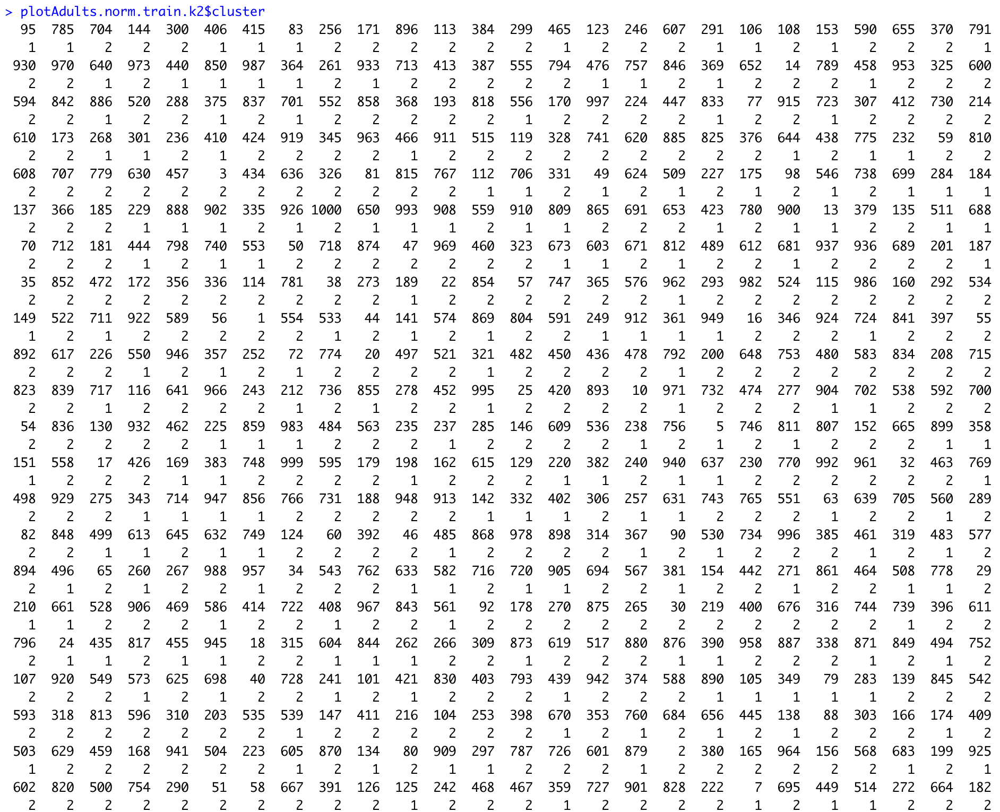 > plotAdults.norm.train.k2$cluster
95 785 704 144 300 406 415 83 256 171 896 113 384 299 465 123 246 607 291 106 108 153 590 655 370 791
1 1 2 2 2 1 1 1 2 2 2 2 2 2 1 2 2 2 1 1 2 1 2 2 2 1
930 970 640 973 440 850 987 364 261 933 713 413 387 555 794 476 757 846 369 652 14 789 458 953 325 600
2 2 1 2 1 1 1 1 2 1 2 2 2 2 2 1 1 2 1 2 2 2 1 2 2 2
594 842 886 520 288 375 837 701 552 858 368 193 818 556 170 997 224 447 833 77 915 723 307 412 730 214
2 2 1 2 2 1 2 1 2 2 2 2 2 1 2 2 2 2 1 2 2 1 2 2 2 2
610 173 268 301 236 410 424 919 345 963 466 911 515 119 328 741 620 885 825 376 644 438 775 232 59 810
2 2 1 1 2 1 2 2 2 2 1 2 2 2 2 2 2 2 2 2 1 2 1 1 2 2
608 707 779 630 457 3 434 636 326 81 815 767 112 706 331 49 624 509 227 175 98 546 738 699 284 184
2 2 2 2 2 2 2 2 2 2 2 2 1 1 2 1 2 1 2 1 2 1 2 1 1 1
137 366 185 229 888 902 335 926 1000 650 993 908 559 910 809 865 691 653 423 780 900 13 379 135 511 688
2 2 2 1 1 1 2 1 2 1 1 1 2 1 1 2 2 2 1 2 1 1 2 2 1 1
70 712 181 444 798 740 553 50 718 874 47 969 460 323 673 603 671 812 489 612 681 937 936 689 201 187
2 2 2 1 2 1 1 2 2 2 2 2 2 2 1 1 2 1 2 2 1 2 2 2 2 1
35 852 472 172 356 336 114 781 38 273 189 22 854 57 747 365 576 962 293 982 524 115 986 160 292 534
2 2 2 2 2 2 2 2 2 2 1 2 2 2 2 2 2 1 2 2 2 2 2 2 2 2
149 522 711 922 589 56 1 554 533 44 141 574 869 804 591 249 912 361 949 16 346 924 724 841 397 55
1 2 1 2 2 2 2 2 1 2 1 2 1 2 2 1 1 1 1 2 2 2 1 2 2 2
892 617 226 550 946 357 252 72 774 20 497 521 321 482 450 436 478 792 200 648 753 480 583 834 208 715
2 2 2 1 2 1 2 1 2 2 2 2 1 2 2 2 2 1 2 2 2 2 2 2 2 2
823 839 717 116 641 966 243 212 736 855 278 452 995 25 420 893 10 971 732 474 277 904 702 538 592 700
2 2 1 2 2 2 2 1 2 1 2 2 1 2 2 2 2 1 2 2 2 1 1 2 2 2
54 836 130 932 462 225 859 983 484 563 235 237 285 146 609 536 238 756 5 746 811 807 152 665 899 358
2 2 2 2 2 1 1 1 2 2 2 1 2 2 2 2 1 2 1 2 1 2 2 2 1 1
151 558 17 426 169 383 748 999 595 179 198 162 615 129 220 382 240 940 637 230 770 992 961 32 463 769
1 2 2 2 1 1 2 2 2 2 1 2 2 2 1 1 2 1 1 2 2 2 2 2 2 1
498 929 275 343 714 947 856 766 731 188 948 913 142 332 402 306 257 631 743 765 551 63 639 705 560 289
2 2 2 1 1 1 1 2 2 2 2 2 1 1 1 2 1 1 2 2 2 1 2 2 1 2
82 848 499 613 645 632 749 124 60 392 46 485 868 978 898 314 367 90 530 734 996 385 461 319 483 577
2 2 1 1 2 1 1 2 2 2 2 1 2 2 2 2 1 2 1 2 2 2 1 2 1 2
894 496 65 260 267 988 957 34 543 762 633 582 716 720 905 694 567 381 154 442 271 861 464 508 778 29
2 1 2 1 2 2 1 2 2 2 1 1 2 1 1 2 2 1 2 2 1 2 2 1 1 2
210 661 528 906 469 586 414 722 408 967 843 561 92 178 270 875 265 30 219 400 676 316 744 739 396 611
1 1 2 2 2 1 2 2 1 2 2 1 2 2 2 2 2 2 2 2 2 2 2 1 2 2
796 24 435 817 455 945 18 315 604 844 262 266 309 873 619 517 880 876 390 958 887 338 871 849 494 752
2 1 1 2 1 1 2 2 1 1 1 2 2 1 2 2 2 1 1 2 2 2 1 2 1 2
107 920 549 573 625 698 40 728 241 101 421 830 403 793 439 942 374 588 890 105 349 79 283 139 845 542
2 2 2 1 2 1 2 2 1 2 1 2 2 2 1 2 2 2 1 1 1 1 1 2 2 2
593 318 813 596 310 203 535 539 147 411 216 104 253 398 670 353 760 684 656 445 138 88 303 166 174 409
2 2 2 2 2 2 2 1 2 2 2 2 2 2 1 2 1 2 1 2 1 2 2 2 1 2
503 629 459 168 941 504 223 605 870 134 80 909 297 787 726 601 879 2 380 165 964 156 568 683 199 925
1 2 2 2 2 2 2 1 2 1 2 1 1 2 2 2 1 2 2 2 2 2 2 1 2 1
602 820 500 754 290 51 58 667 391 126 125 242 468 467 359 727 901 828 222 7 695 449 514 272 664 182
2 2 2 2 2 2 2 2 2 2 1 2 2 2 1 2 2 2 2 1 2 1 1 2 2 2